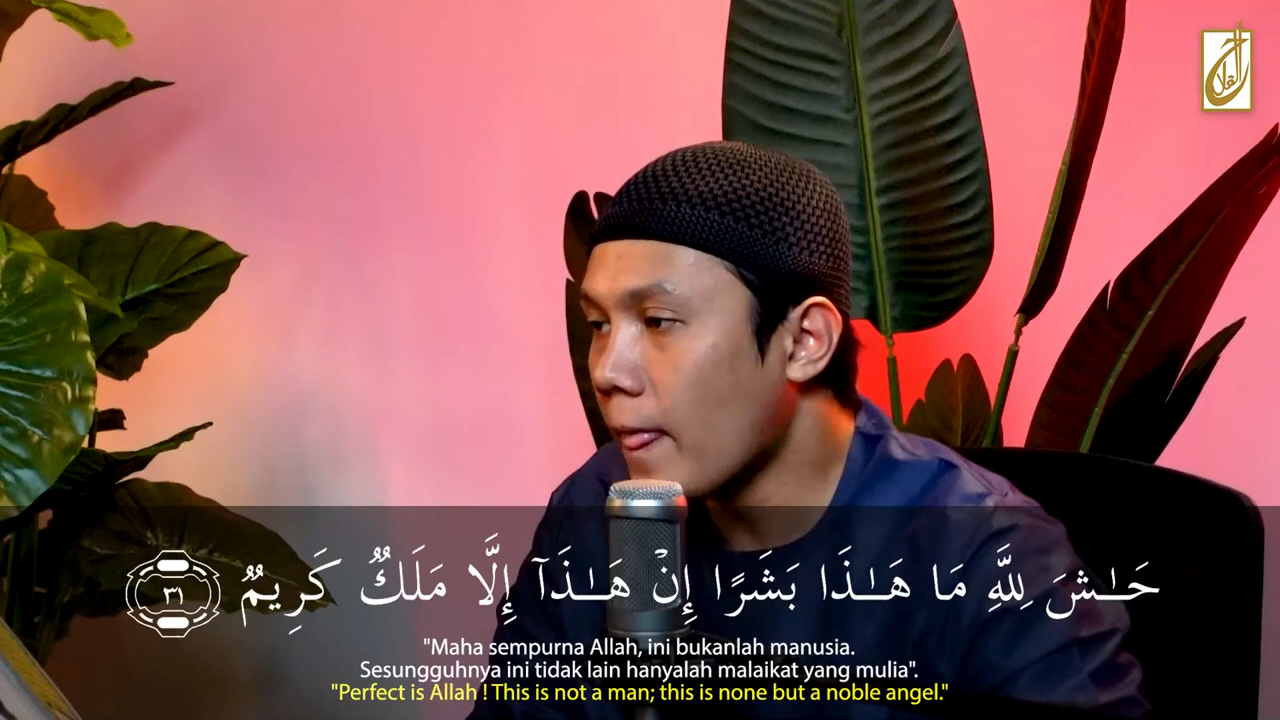 حَـٰشَ لِلَّهِ مَا هَـٰذَا بَشَرًا إِنْ هَـٰذَآ إِلَّا مَلَكٌ كَرِيمٌ ٣١
"Maha sempurna Allah, ini bukanlah manusia.
Sesungguhnya ini tidak lain hanyalah malaikat yang mulia".
"Perfect is Allah ! This is not a man; this is none but a noble angel."